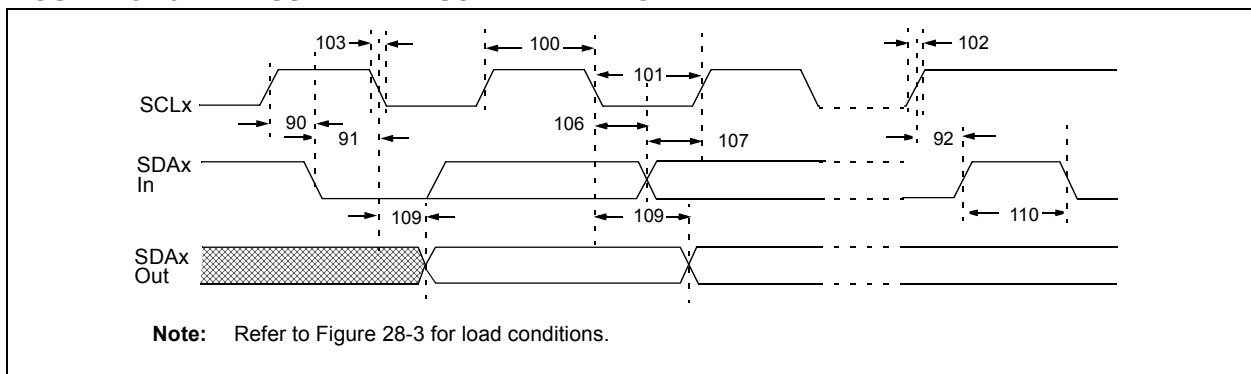 103
100
102
101
SCLx
90
91
106
107
92
SDAx
In
109
109
110
SDAx
Out
Note: Refer to Figure 28-3 for load conditions.